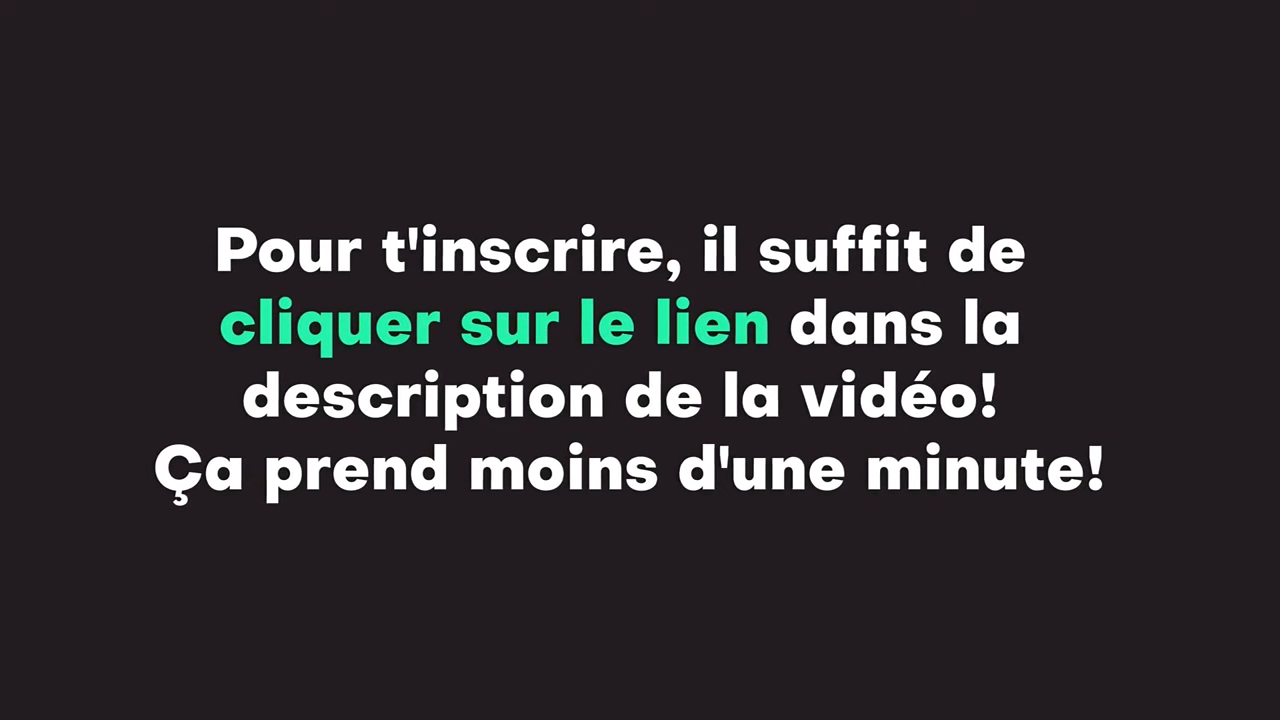 Pour t'inscrire, il suffit de
cliquer sur le lien dans la
description de la vidéo!
Ça prend moins d'une minute!